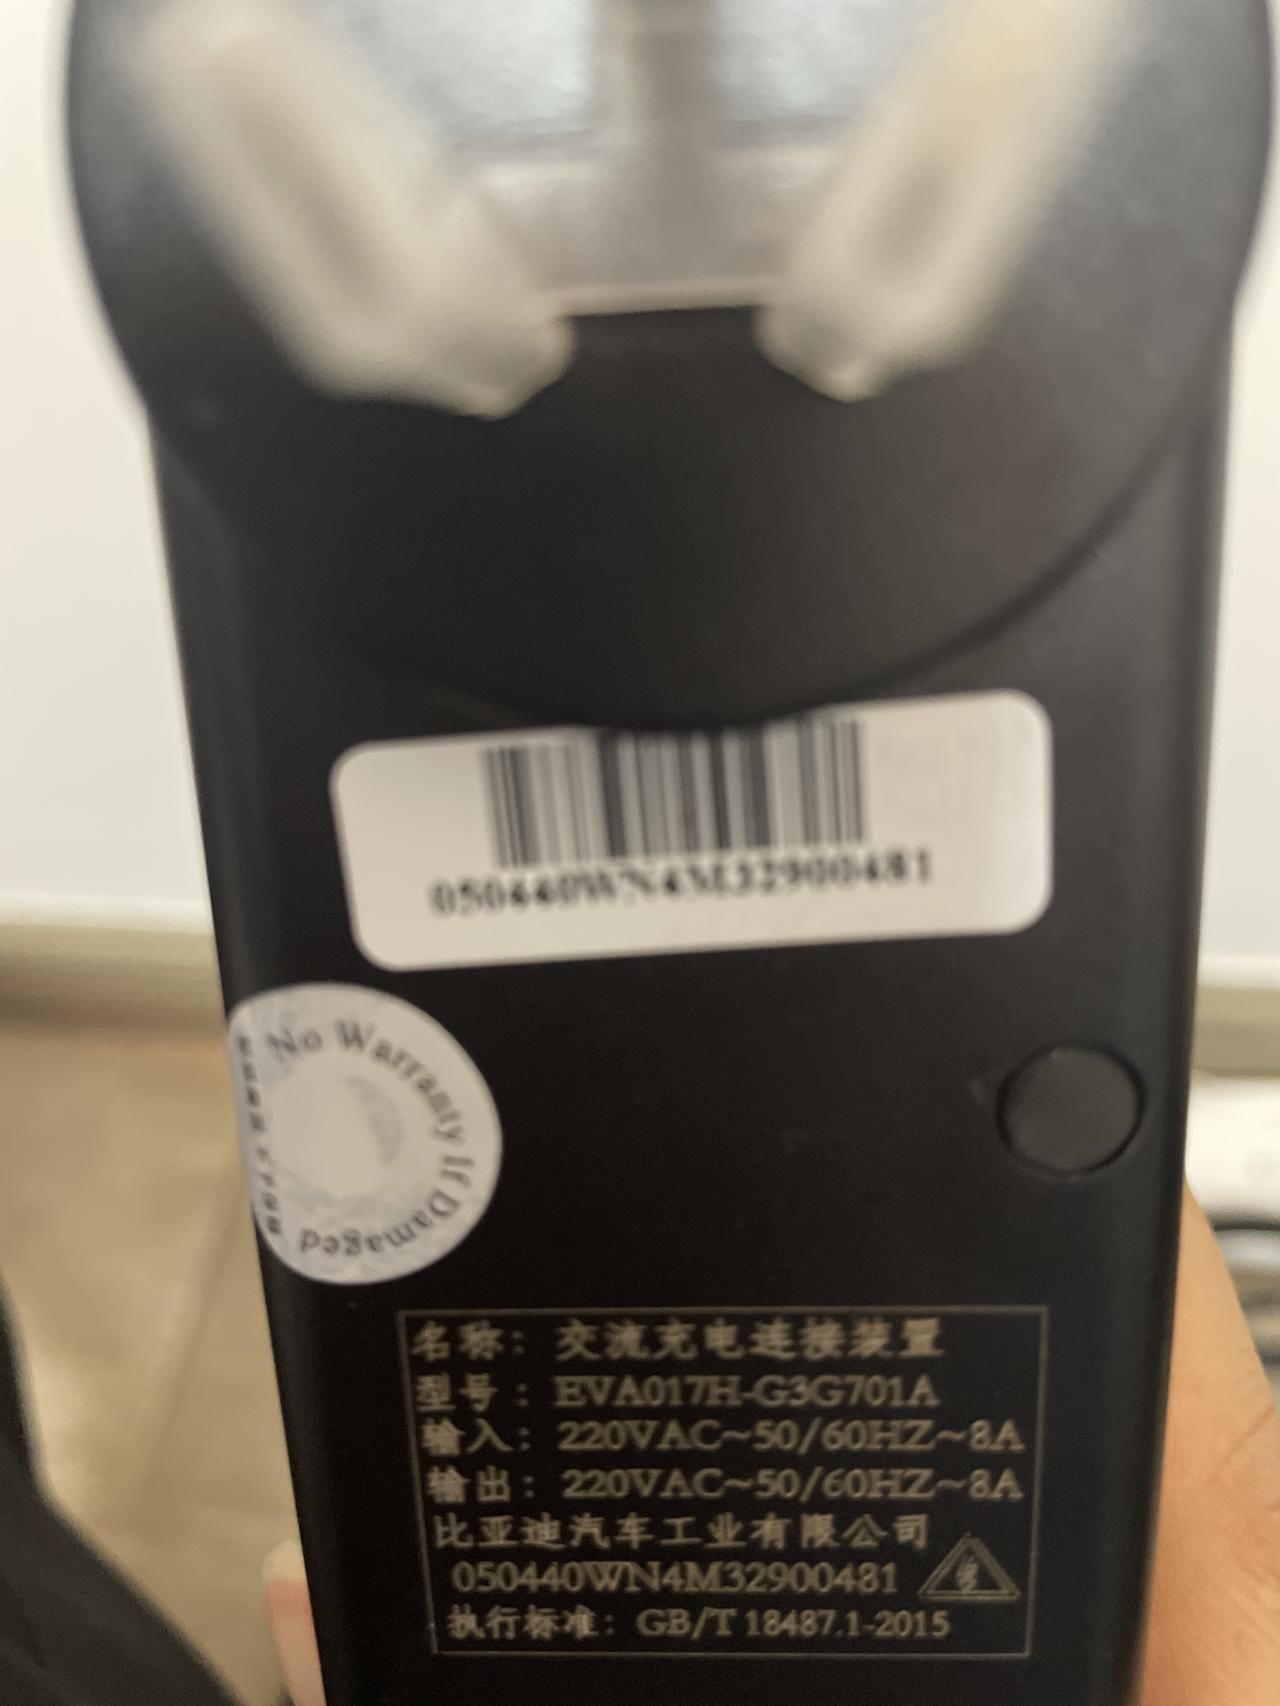 050440WN4M32900481
No Warranty If Damaged
名称：交流充电连接装置
型号：EVA017H-G3G701A
输入：220VAC~50/60HZ~8A
输出：220VAC~50/60HZ~8A
比亚迪汽车工业有限公司
050440WN4M32900481
执行标准：GB/T 18487.1-2015